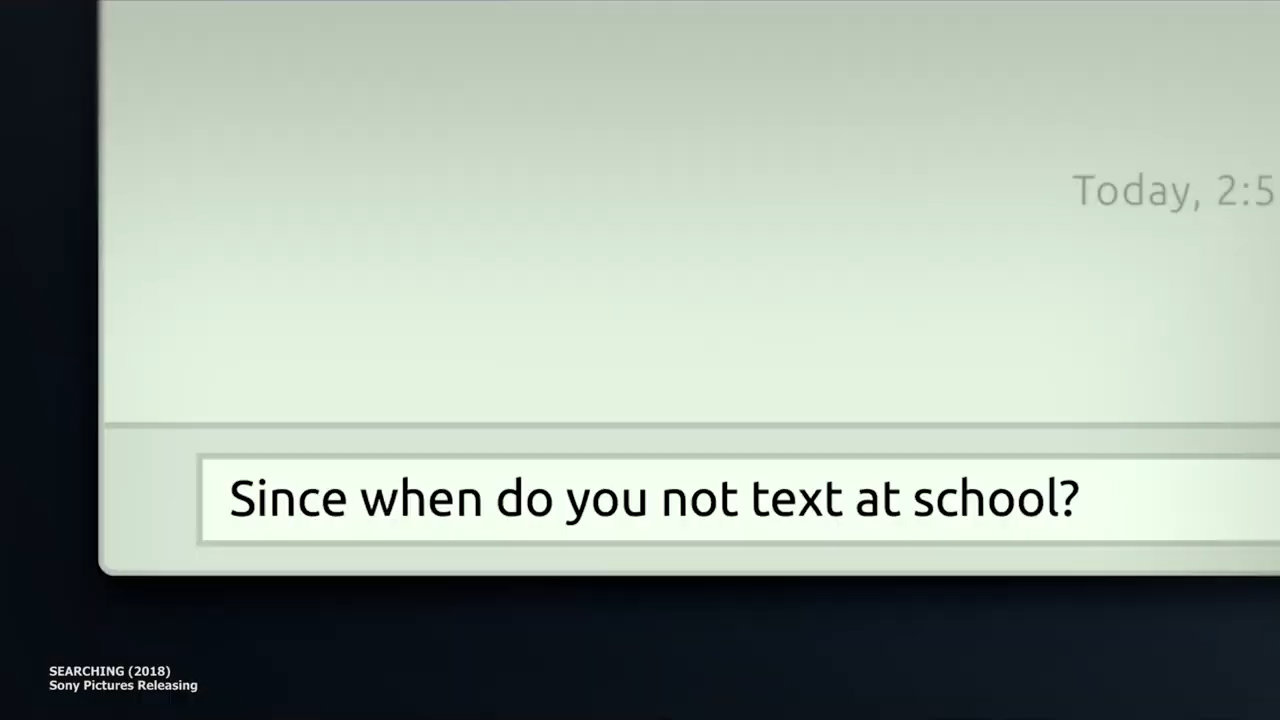 Today, 2:5
Since when do you not text at school?
SEARCHING (2018)
Sony Pictures Releasing